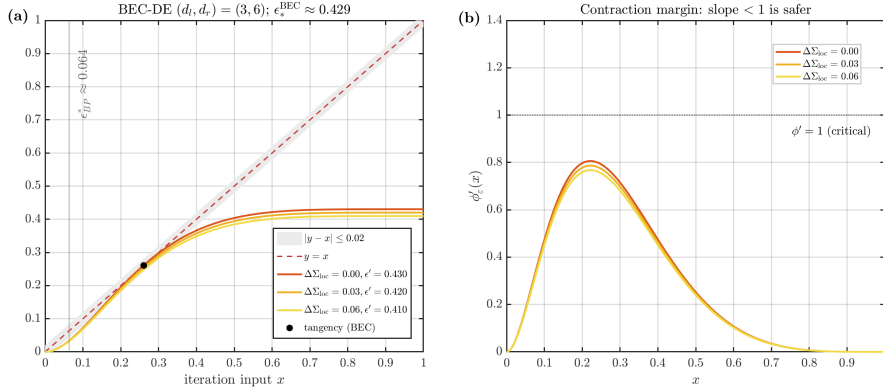 (a)
BEC-DE (d_l, d_r) = (3, 6); ϵ_*^BEC ≈ 0.429
1
0.9
0.8
0.7
0.6
0.5
0.4
0.3
0.2
0.1
0
ϵ*_BP ≈ 0.064
|y − x| ≤ 0.02
y = x
ΔΣ_loc = 0.00, ϵ′ = 0.430
ΔΣ_loc = 0.03, ϵ′ = 0.420
ΔΣ_loc = 0.06, ϵ′ = 0.410
tangency (BEC)
0 0.1 0.2 0.3 0.4 0.5 0.6 0.7 0.8 0.9 1
iteration input x
(b)
Contraction margin: slope < 1 is safer
1.4
1.2
1
0.8
0.6
0.4
0.2
0
ϕ′_ε(x)
ΔΣ_loc = 0.00
ΔΣ_loc = 0.03
ΔΣ_loc = 0.06
ϕ′ = 1 (critical)
0 0.1 0.2 0.3 0.4 0.5 0.6 0.7 0.8 0.9
x